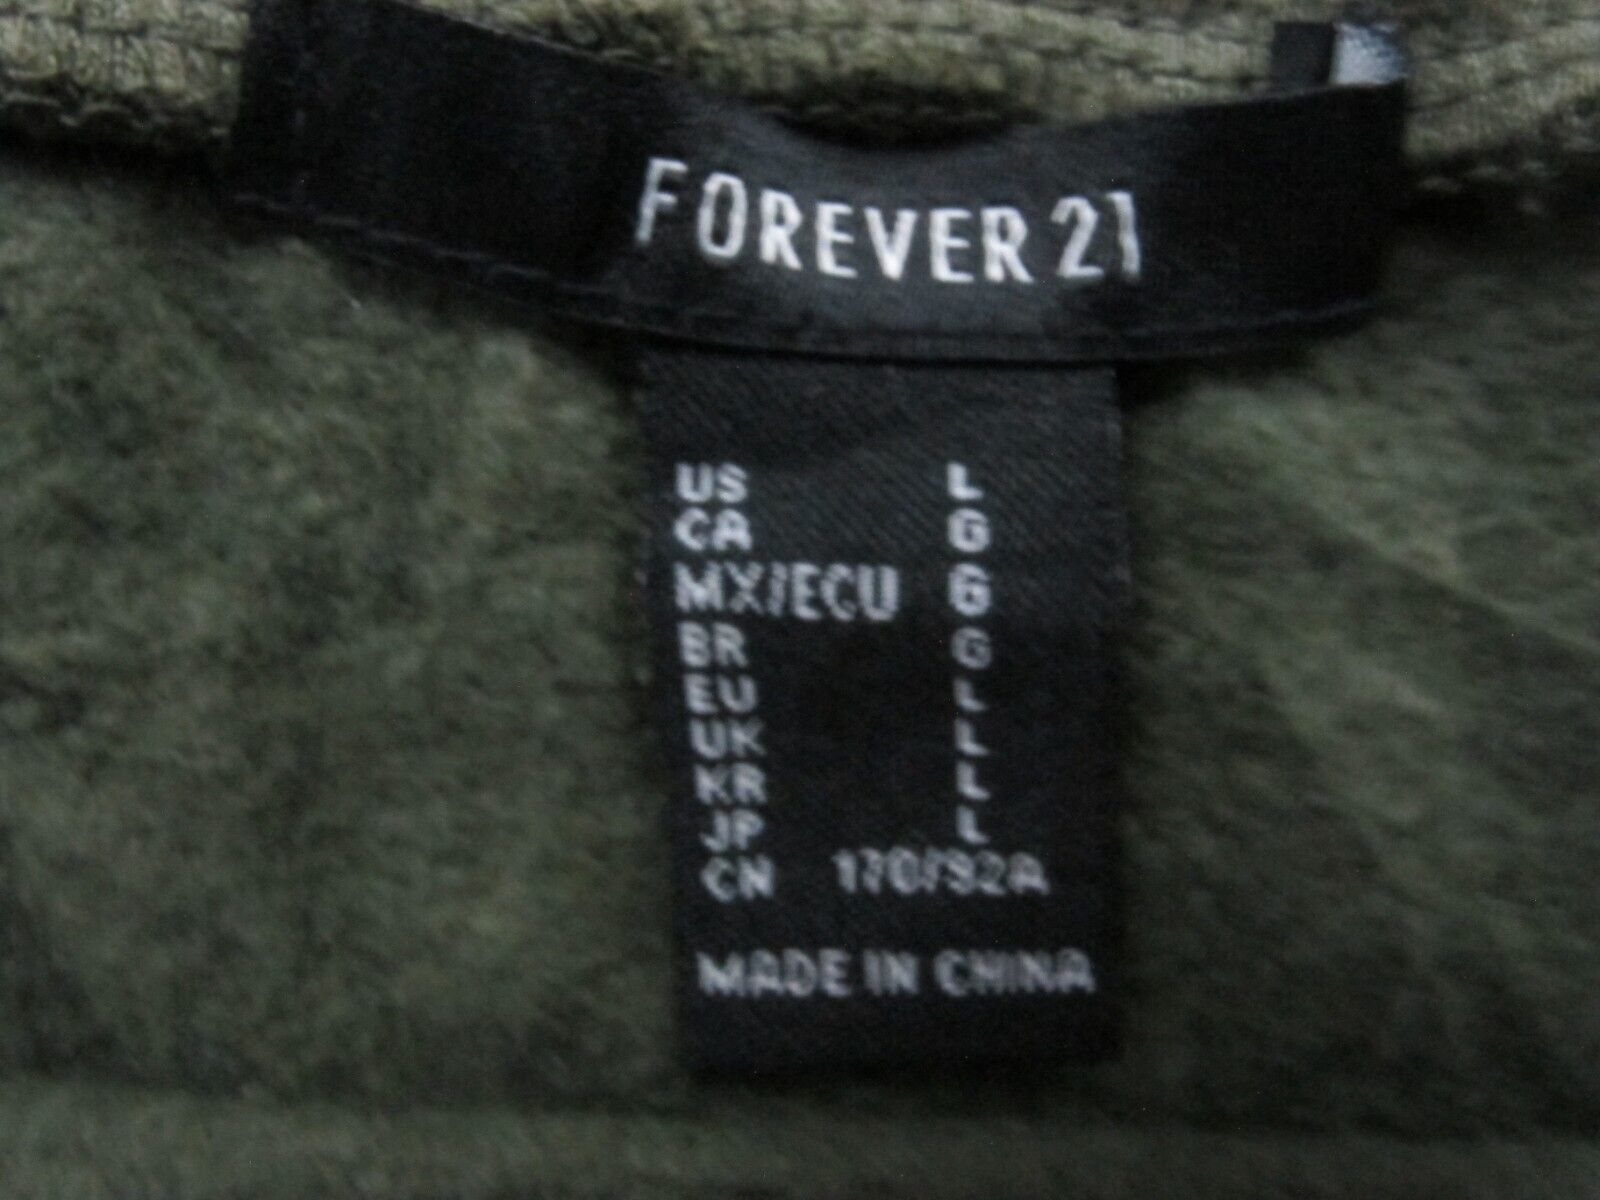 FOREVER 21
US L
CA G
MX/ECU G
BR G
EU L
UK L
KR L
JP L
CN 170/92A
MADE IN CHINA